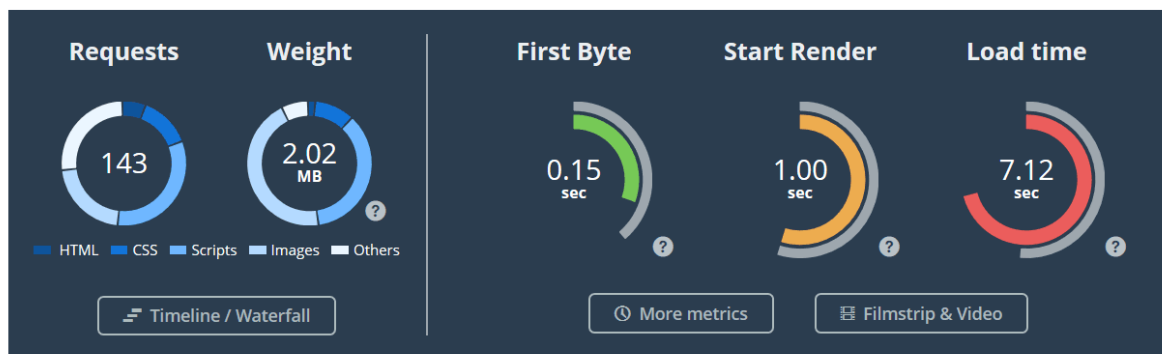 Requests
Weight
First Byte
Start Render
Load time
143
2.02
MB
0.15
sec
1.00
sec
7.12
sec
?
?
?
?
HTML
CSS
Scripts
Images
Others
Timeline / Waterfall
More metrics
Filmstrip & Video